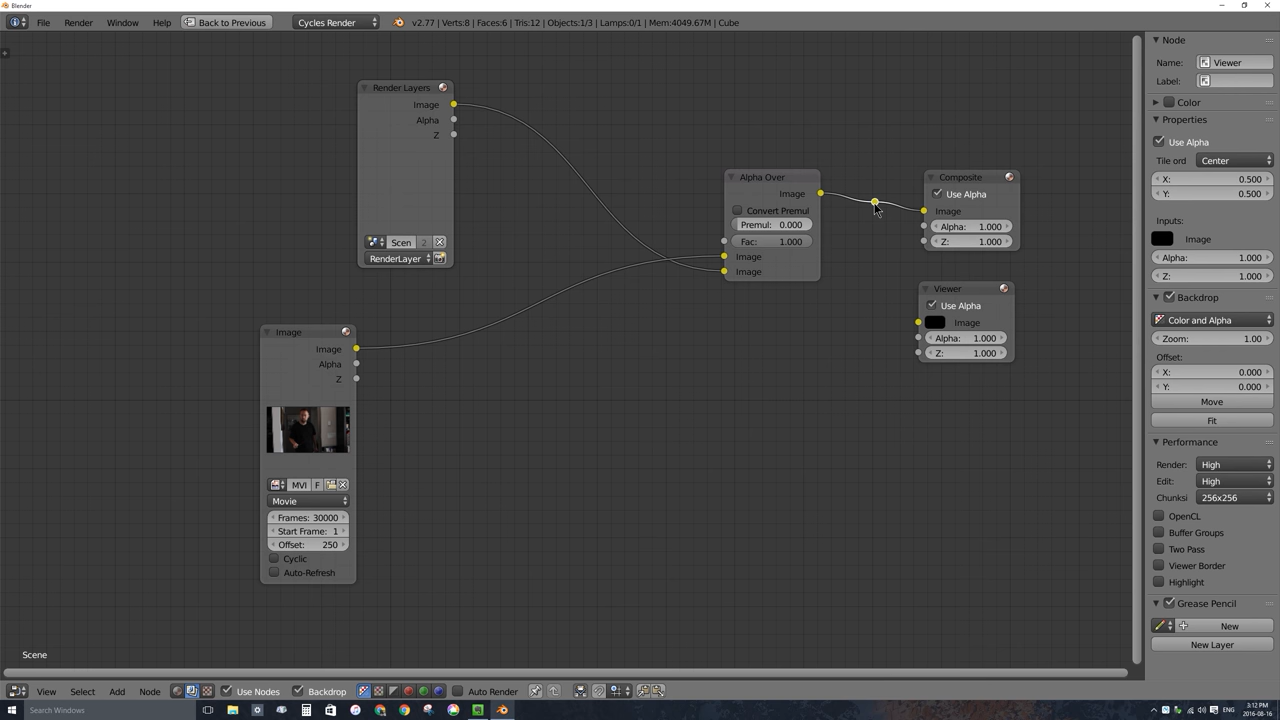 Blender
File Render Window Help Back to Previous Cycles Render v2.77 | Verts:8 | Faces:6 | Tris:12 | Objects:1/3 | Lamps:0/1 | Mem:4049.67M | Cube
Render Layers
Image
Alpha
Z
Scen 2
RenderLayer
Image
Image
Alpha
Z
MVI F
Movie
Frames: 30000
Start Frame: 1
Offset: 250
Cyclic
Auto-Refresh
Alpha Over
Image
Convert Premul
Premul: 0.000
Fac: 1.000
Image
Image
Composite
Use Alpha
Image
Alpha: 1.000
Z: 1.000
Viewer
Use Alpha
Image
Alpha: 1.000
Z: 1.000
Node
Name: Viewer
Label:
Color
Properties
Use Alpha
Tile ord Center
X: 0.500
Y: 0.500
Inputs:
Image
Alpha: 1.000
Z: 1.000
Backdrop
Color and Alpha
Zoom: 1.00
Offset:
X: 0.000
Y: 0.000
Move
Fit
Performance
Render: High
Edit: High
Chunksi 256x256
OpenCL
Buffer Groups
Two Pass
Viewer Border
Highlight
Grease Pencil
New
New Layer
Scene
View Select Add Node Use Nodes Backdrop Auto Render
Search Windows
ENG
3:12 PM
2016-08-16